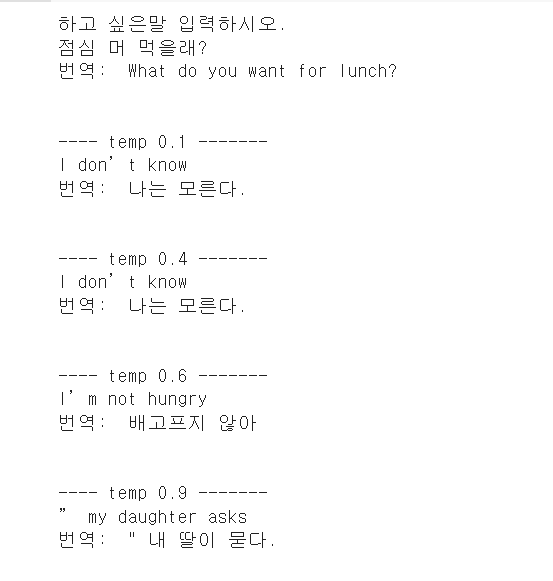 하고 싶은말 입력하시오.
점심 머 먹을래?
번역:  What do you want for lunch?
---- temp 0.1 -------
I don’t know
번역:  나는 모른다.
---- temp 0.4 -------
I don’t know
번역:  나는 모른다.
---- temp 0.6 -------
I’m not hungry
번역:  배고프지 않아
---- temp 0.9 -------
” my daughter asks
번역:  " 내 딸이 묻다.